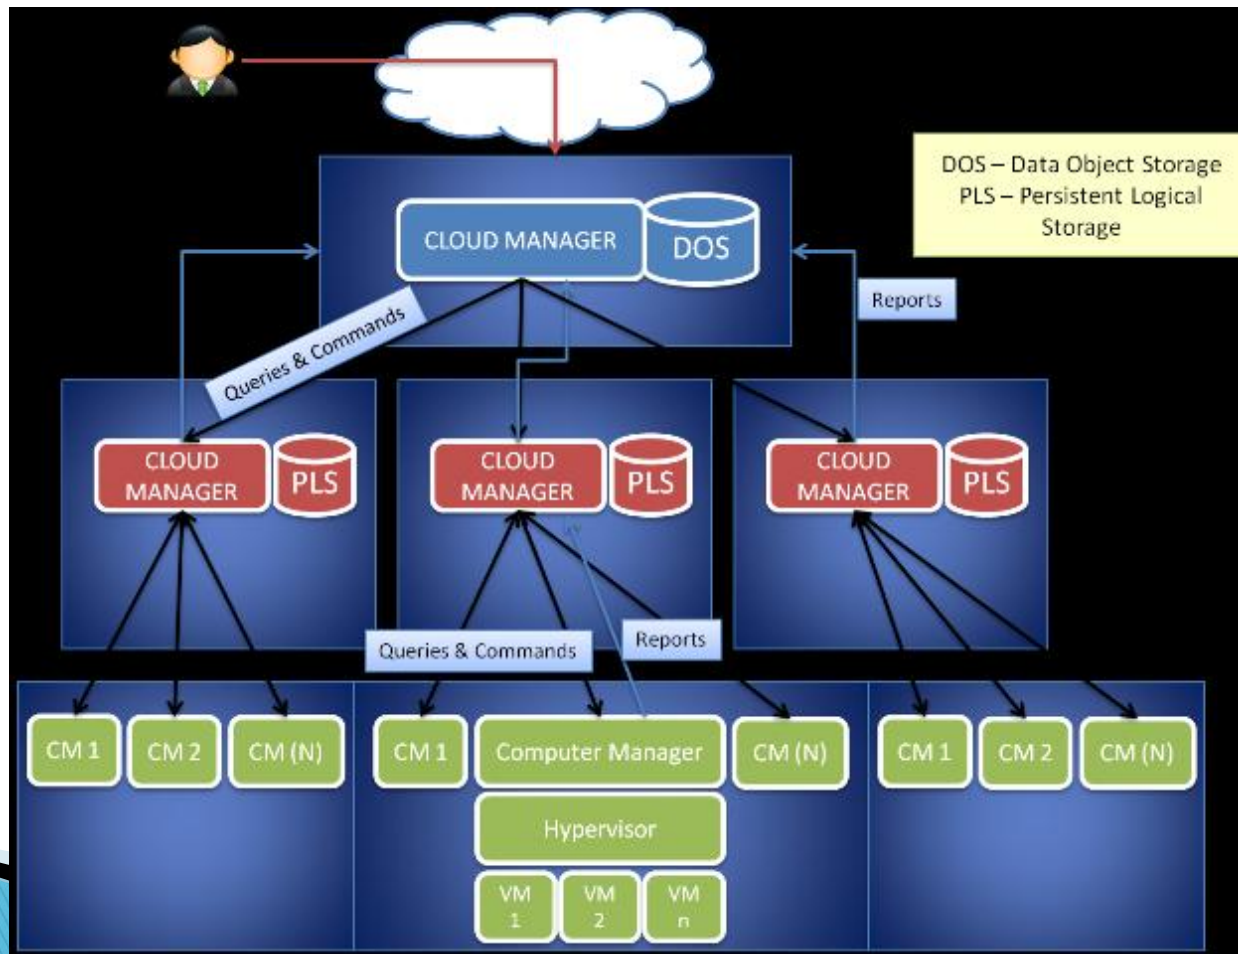 DOS – Data Object Storage
PLS – Persistent Logical
Storage
CLOUD MANAGER
DOS
Reports
Queries & Commands
CLOUD
MANAGER
PLS
CLOUD
MANAGER
PLS
CLOUD
MANAGER
PLS
Queries & Commands
Reports
CM 1
CM 2
CM (N)
CM 1
Computer Manager
CM (N)
CM 1
CM 2
CM (N)
Hypervisor
VM
1
VM
2
VM
n